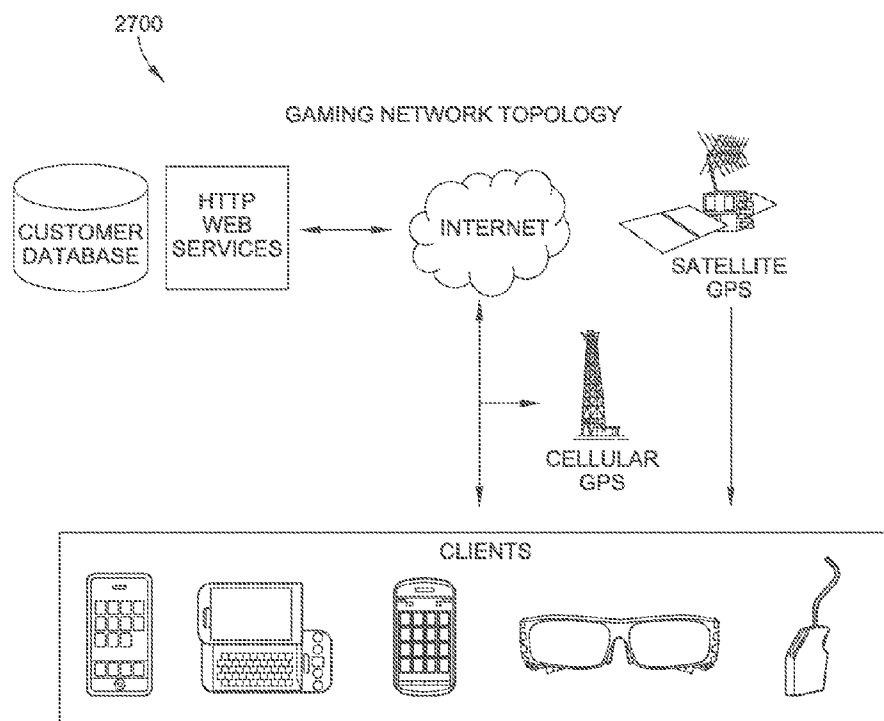 2700
GAMING NETWORK TOPOLOGY
CUSTOMER
DATABASE
HTTP
WEB
SERVICES
INTERNET
SATELLITE
GPS
CELLULAR
GPS
CLIENTS